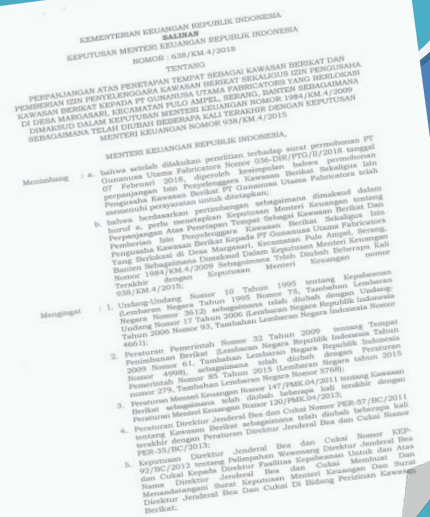 KEMENTERIAN KEUANGAN REPUBLIK INDONESIA
SALINAN
KEPUTUSAN MENTERI KEUANGAN REPUBLIK INDONESIA
NOMOR : 638/KM.4/2018
TENTANG
PERPANJANGAN ATAS PENETAPAN TEMPAT SEBAGAI KAWASAN BERIKAT DAN
PEMBERIAN IZIN PENYELENGGARA KAWASAN BERIKAT SEKALIGUS IZIN PENGUSAHA
KAWASAN BERIKAT KEPADA PT GUNANUSA UTAMA FABRICATORS YANG BERLOKASI
DI DESA MARGASARI, KECAMATAN PULO AMPEL, SERANG, BANTEN SEBAGAIMANA
DIMAKSUD DALAM KEPUTUSAN MENTERI KEUANGAN NOMOR 1984/KM.4/2009
SEBAGAIMANA TELAH DIUBAH BEBERAPA KALI TERAKHIR DENGAN KEPUTUSAN
MENTERI KEUANGAN NOMOR 938/KM.4/2015
MENTERI KEUANGAN REPUBLIK INDONESIA,
Menimbang : a. bahwa setelah dilakukan penelitian terhadap surat permohonan PT
Gunanusa Utama Fabricators Nomor 036-DIR/PTG/II/2018 tanggal
07 Februari 2018, diperoleh kesimpulan bahwa permohonan
perpanjangan Izin Penyelenggara Kawasan Berikat Sekaligus Izin
Pengusaha Kawasan Berikat PT Gunanusa Utama Fabricators telah
memenuhi persyaratan untuk ditetapkan;
b. bahwa berdasarkan pertimbangan sebagaimana dimaksud dalam
huruf a, perlu menetapkan Keputusan Menteri Keuangan tentang
Perpanjangan Atas Penetapan Tempat Sebagai Kawasan Berikat Dan
Pemberian Izin Penyelenggara Kawasan Berikat Sekaligus Izin
Pengusaha Kawasan Berikat Kepada PT Gunanusa Utama Fabricators
Yang Berlokasi di Desa Margasari, Kecamatan Pulo Ampel, Serang,
Banten Sebagaimana Dimaksud Dalam Keputusan Menteri Keuangan
Nomor 1984/KM.4/2009 Sebagaimana Telah Diubah Beberapa Kali
Terakhir dengan Keputusan Menteri Keuangan nomor
938/KM.4/2015;
Mengingat : 1. Undang-Undang Nomor 10 Tahun 1995 tentang Kepabeanan
(Lembaran Negara Tahun 1995 Nomor 75, Tambahan Lembaran
Negara Nomor 3612) sebagaimana telah diubah dengan Undang-
Undang Nomor 17 Tahun 2006 (Lembaran Negara Republik Indonesia
Tahun 2006 Nomor 93, Tambahan Lembaran Negara Indonesia Nomor
4661);
2. Peraturan Pemerintah Nomor 32 Tahun 2009 tentang Tempat
Penimbunan Berikat (Lembaran Negara Republik Indonesia Tahun
2009 Nomor 61, Tambahan Lembaran Negara Republik Indonesia
Nomor 4998), sebagaimana telah diubah dengan Peraturan
Pemerintah Nomor 85 Tahun 2015 (Lembaran Negara tahun 2015
nomor 279, Tambahan Lembaran Negara Nomor 5768);
3. Peraturan Menteri Keuangan Nomor 147/PMK.04/2011 tentang Kawasan
Berikat sebagaimana telah diubah beberapa kali terakhir dengan
Peraturan Menteri Keuangan Nomor 120/PMK.04/2013;
4. Peraturan Direktur Jenderal Bea dan Cukai Nomor PER-57/BC/2011
tentang Kawasan Berikat sebagaimana telah diubah beberapa kali
terakhir dengan Peraturan Direktur Jenderal Bea dan Cukai Nomor
PER-35/BC/2013;
5. Keputusan Direktur Jenderal Bea dan Cukai Nomor KEP-
92/BC/2012 tentang Pelimpahan Wewenang Direktur Jenderal Bea
dan Cukai Kepada Direktur Fasilitas Kepabeanan Untuk dan Atas
Nama Direktur Jenderal Bea dan Cukai Membuat Dan
Menandatangani Surat Keputusan Menteri Keuangan Dan Surat
Direktur Jenderal Bea Dan Cukai Di Bidang Perizinan Kawasan
Berikat;